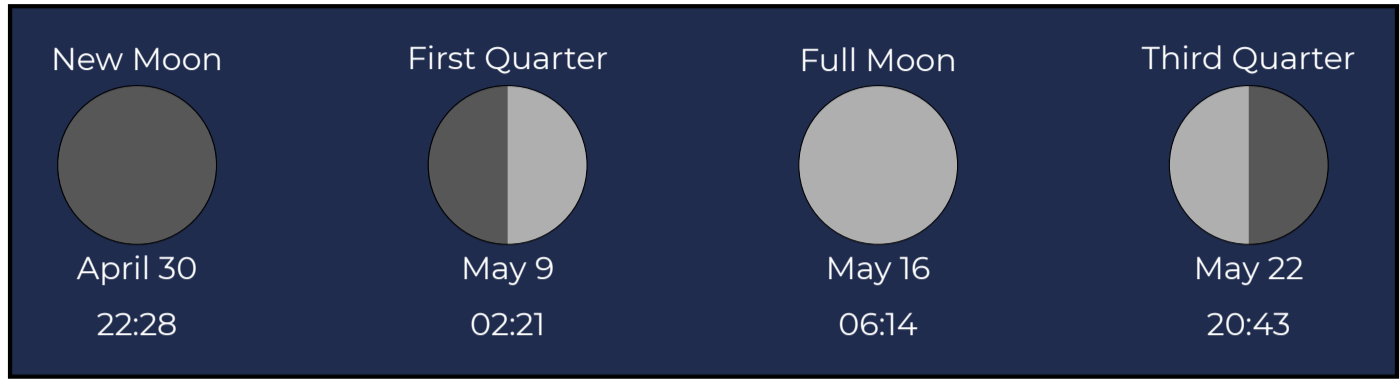 New Moon
First Quarter
Full Moon
Third Quarter
April 30
May 9
May 16
May 22
22:28
02:21
06:14
20:43